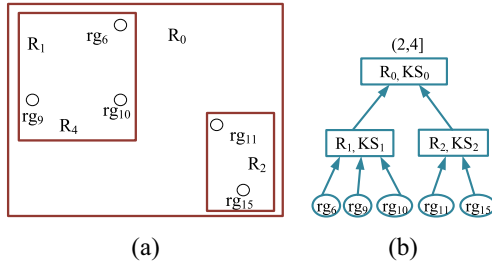 R₁
rg₆
R₀
rg₉
rg₁₀
R₄
rg₁₁
R₂
rg₁₅
(a)
(2,4]
R₀, KS₀
R₁, KS₁
R₂, KS₂
rg₆ rg₉ rg₁₀ rg₁₁ rg₁₅
(b)